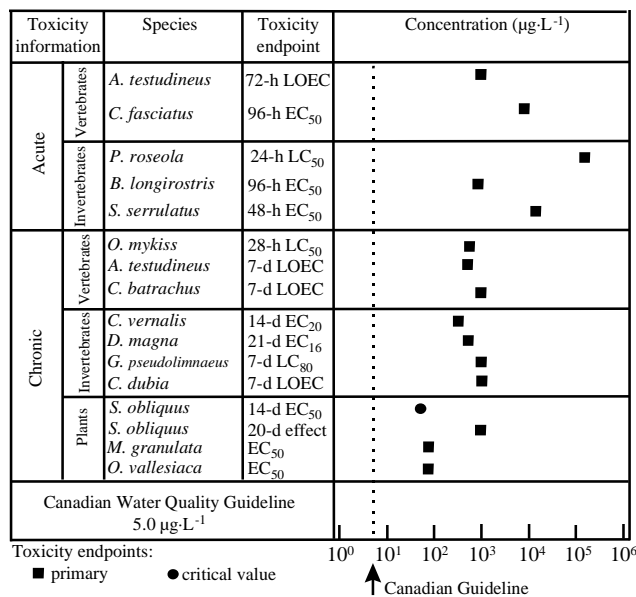 Toxicity information Species Toxicity endpoint Concentration (µg·L⁻¹)
Acute
Vertebrates
A. testudineus 72-h LOEC
C. fasciatus 96-h EC₅₀
Invertebrates
P. roseola 24-h LC₅₀
B. longirostris 96-h EC₅₀
S. serrulatus 48-h EC₅₀
Chronic
Vertebrates
O. mykiss 28-h LC₅₀
A. testudineus 7-d LOEC
C. batrachus 7-d LOEC
Invertebrates
C. vernalis 14-d EC₂₀
D. magna 21-d EC₁₆
G. pseudolimnaeus 7-d LC₈₀
C. dubia 7-d LOEC
Plants
S. obliquus 14-d EC₅₀
S. obliquus 20-d effect
M. granulata EC₅₀
O. vallesiaca EC₅₀
Canadian Water Quality Guideline
5.0 µg·L⁻¹
Toxicity endpoints:
■ primary ● critical value
10⁰ 10¹ 10² 10³ 10⁴ 10⁵ 10⁶
Canadian Guideline